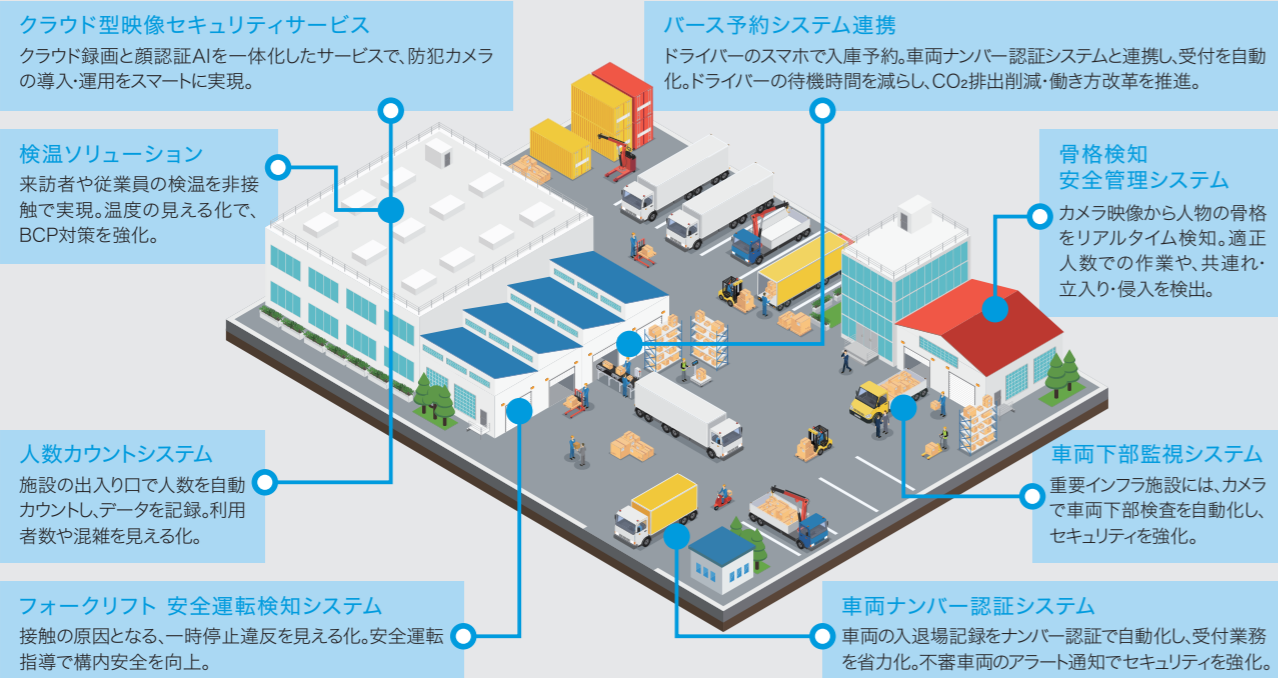 クラウド型映像セキュリティサービス
クラウド録画と顔認証AIを一体化したサービスで、防犯カメラ
の導入・運用をスマートに実現。
バース予約システム連携
ドライバーのスマホで入庫予約。車両ナンバー認証システムと連携し、受付を自動
化。ドライバーの待機時間を減らし、CO₂排出削減・働き方改革を推進。
検温ソリューション
来訪者や従業員の検温を非接
触で実現。温度の見える化で、
BCP対策を強化。
骨格検知
安全管理システム
カメラ映像から人物の骨格
をリアルタイム検知。適正
人数での作業や、共連れ・
立入り・侵入を検出。
人数カウントシステム
施設の出入り口で人数を自動
カウントし、データを記録。利用
者数や混雑を見える化。
車両下部監視システム
重要インフラ施設には、カメラ
で車両下部検査を自動化し、
セキュリティを強化。
フォークリフト 安全運転検知システム
接触の原因となる、一時停止違反を見える化。安全運転
指導で構内安全を向上。
車両ナンバー認証システム
車両の入退場記録をナンバー認証で自動化し、受付業務
を省力化。不審車両のアラート通知でセキュリティを強化。